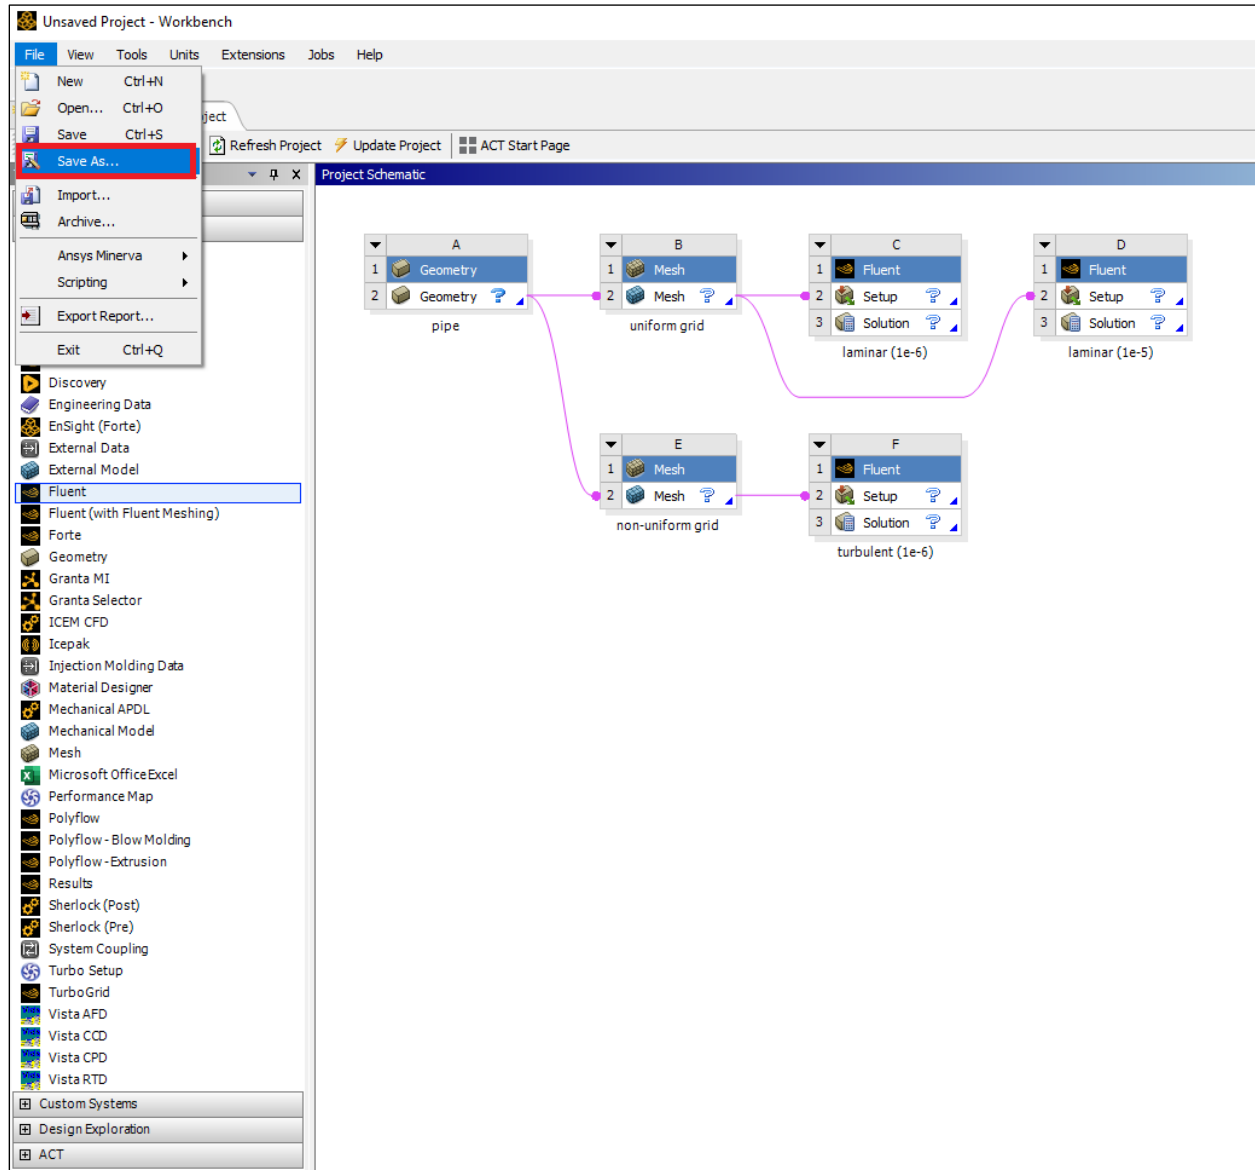 Unsaved Project - Workbench
File View Tools Units Extensions Jobs Help
New Ctrl+N
Open... Ctrl+O
Save Ctrl+S
Save As...
Import...
Archive...
Ansys Minerva
Scripting
Export Report...
Exit Ctrl+Q
Refresh Project Update Project ACT Start Page
Discovery
Engineering Data
EnSight (Forte)
External Data
External Model
Fluent
Fluent (with Fluent Meshing)
Forte
Geometry
Granta MI
Granta Selector
ICEM CFD
Icepak
Injection Molding Data
Material Designer
Mechanical APDL
Mechanical Model
Mesh
Microsoft Office Excel
Performance Map
Polyflow
Polyflow - Blow Molding
Polyflow - Extrusion
Results
Sherlock (Post)
Sherlock (Pre)
System Coupling
Turbo Setup
TurboGrid
Vista AFD
Vista CCD
Vista CPD
Vista RTD
Custom Systems
Design Exploration
ACT
Project Schematic
A
1 Geometry
2 Geometry ?
pipe
B
1 Mesh
2 Mesh ?
uniform grid
C
1 Fluent
2 Setup ?
3 Solution ?
laminar (1e-6)
D
1 Fluent
2 Setup ?
3 Solution ?
laminar (1e-5)
E
1 Mesh
2 Mesh ?
non-uniform grid
F
1 Fluent
2 Setup ?
3 Solution ?
turbulent (1e-6)